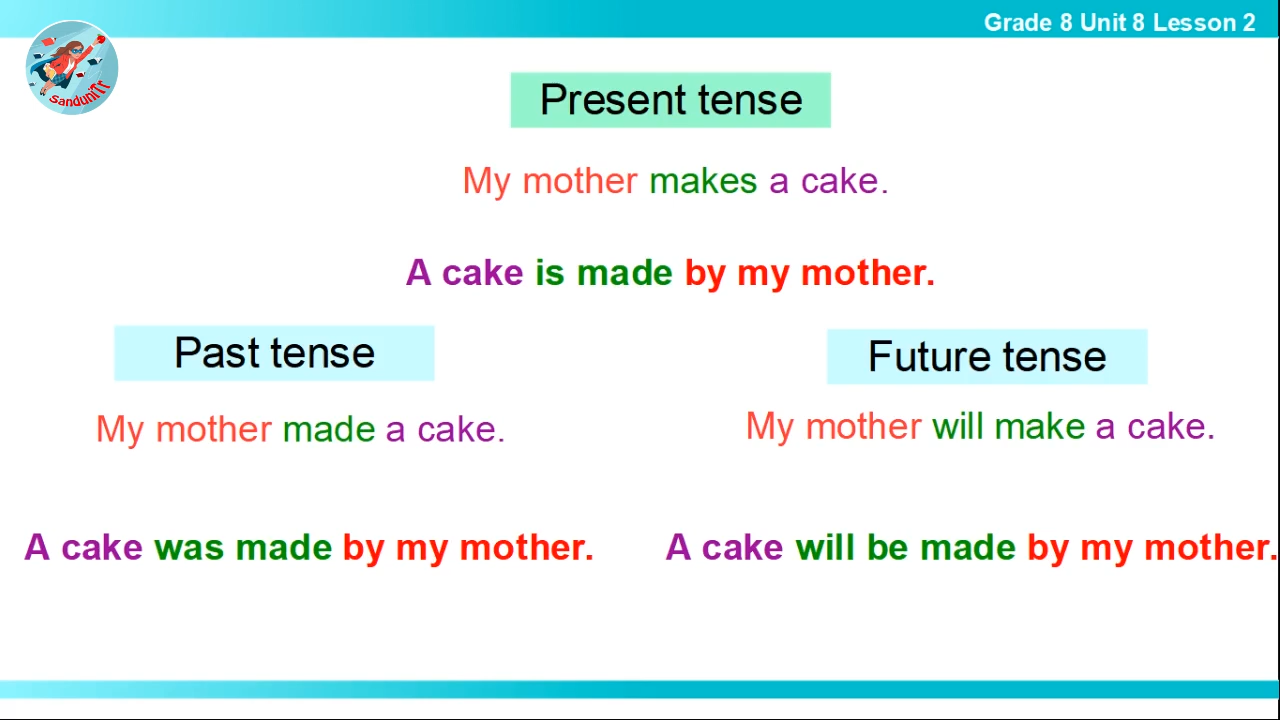 Grade 8 Unit 8 Lesson 2
SanduniTr
Present tense
My mother makes a cake.
A cake is made by my mother.
Past tense
Future tense
My mother made a cake.
My mother will make a cake.
A cake was made by my mother.
A cake will be made by my mother.